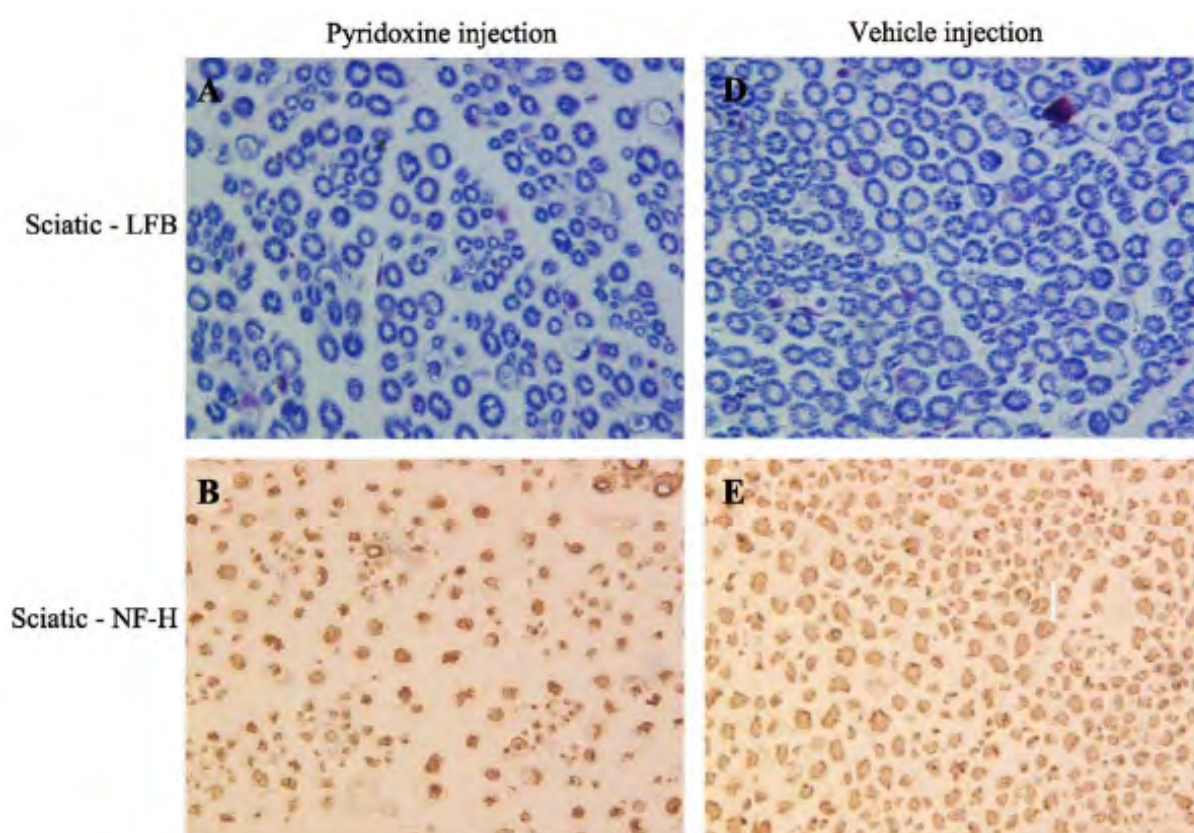 Pyridoxine injection
Vehicle injection
A
D
Sciatic - LFB
B
E
Sciatic - NF-H